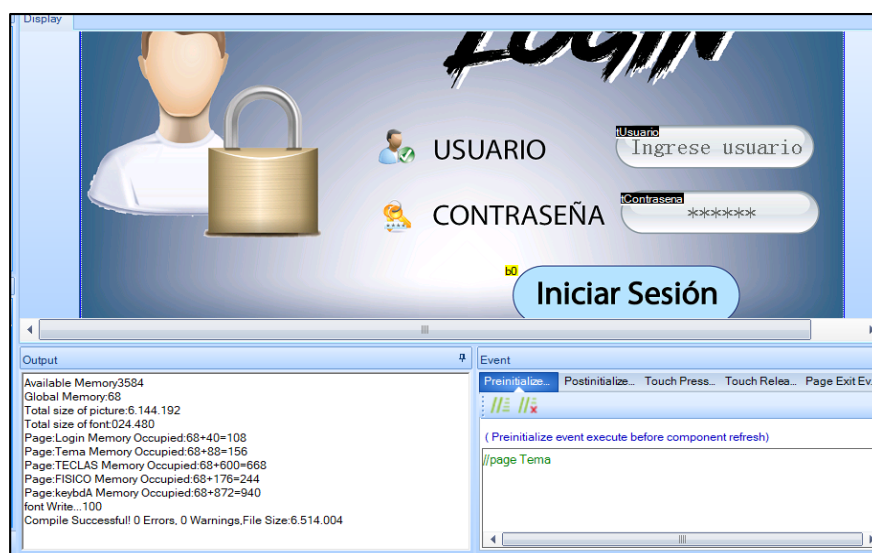 Display
LOGIN
USUARIO
tUsuario
Ingrese usuario
CONTRASEÑA
tContrasena
******
b0
Iniciar Sesión
Output
Available Memory3584
Global Memory:68
Total size of picture:6.144.192
Total size of font:024.480
Page:Login Memory Occupied:68+40=108
Page:Tema Memory Occupied:68+88=156
Page:TECLAS Memory Occupied:68+600=668
Page:FISICO Memory Occupied:68+176=244
Page:keybdA Memory Occupied:68+872=940
font Write...100
Compile Successful! 0 Errors, 0 Warnings,File Size:6.514.004
Event
Preinitialize... Postinitialize... Touch Press... Touch Relea... Page Exit Ev.
( Preinitialize event execute before component refresh)
//page Tema